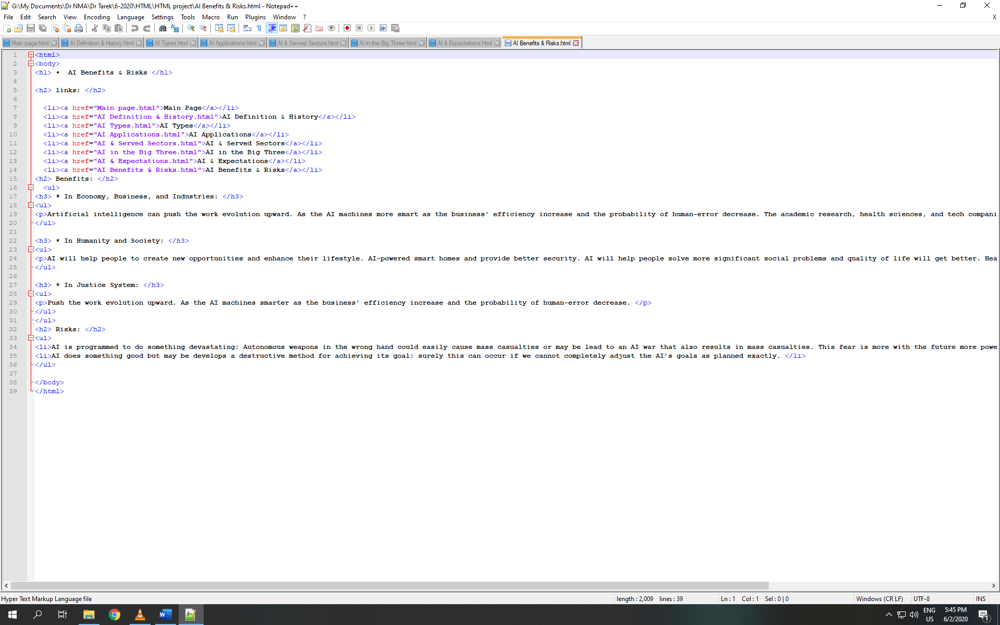 G:\My Documents\Dr NMA\Dr Tarek\6-2020\HTML\HTML project\AI Benefits & Risks.html - Notepad++
File Edit Search View Encoding Language Settings Tools Macro Run Plugins Window ? X
Main page.html AI Definition & History.html AI Types.html AI Applications.html AI & Served Sectors.html AI in the Big Three.html AI & Expectations.html AI Benefits & Risks.html
1 <html>
2 <body>
3 <h1> • AI Benefits & Risks </h1>
4
5 <h2> links: </h2>
6
7 <li><a href="Main page.html">Main Page</a></li>
8 <li><a href="AI Definition & History.html">AI Definition & History</a></li>
9 <li><a href="AI Types.html">AI Types</a></li>
10 <li><a href="AI Applications.html">AI Applications</a></li>
11 <li><a href="AI & Served Sectors.html">AI & Served Sectors</a></li>
12 <li><a href="AI in the Big Three.html">AI in the Big Three</a></li>
13 <li><a href="AI & Expectations.html">AI & Expectations</a></li>
14 <li><a href="AI Benefits & Risks.html">AI Benefits & Risks</a></li>
15 <h2> Benefits: </h2>
16 <ul>
17 <h3> * In Economy, Business, and Industries: </h3>
18 <ul>
19 <p>Artificial intelligence can push the work evolution upward. As the AI machines more smart as the business' efficiency increase and the probability of human-error decrease. The academic research, health sciences, and tech compani
20 </ul>
21
22 <h3> * In Humanity and Society: </h3>
23 <ul>
24 <p>AI will help people to create new opportunities and enhance their lifestyle. AI-powered smart homes and provide better security. AI will help people solve more significant social problems and quality of life will get better. Hea
25 </ul>
26
27 <h3> * In Justice System: </h3>
28 <ul>
29 <p>Push the work evolution upward. As the AI machines smarter as the business' efficiency increase and the probability of human-error decrease. </p>
30 </ul>
31 </ul>
32 <h2> Risks: </h2>
33 <ul>
34 <li>AI is programmed to do something devastating: Autonomous weapons in the wrong hand could easily cause mass casualties or may be lead to an AI war that also results in mass casualties. This fear is more with the future more powe
35 <li>AI does something good but may be develops a destructive method for achieving its goal: surely this can occur if we cannot completely adjust the AI’s goals as planned exactly. </li>
36 </ul>
37
38 </body>
39 </html>
Hyper Text Markup Language file length : 2,009 lines : 39 Ln : 1 Col : 1 Sel : 0 | 0 Windows (CR LF) UTF-8 INS
ENG 5:45 PM
US 6/2/2020 1